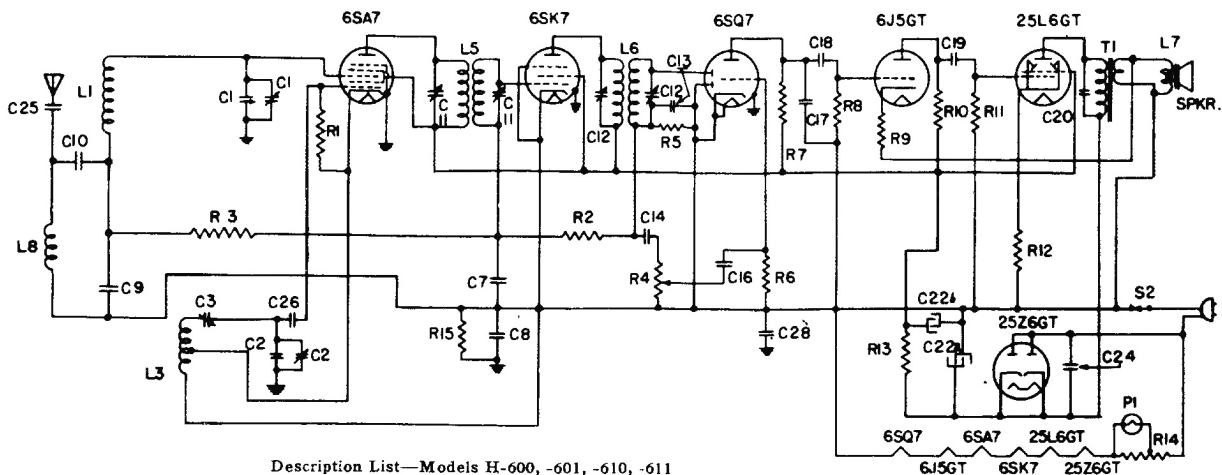 6SA7
6SK7
6SQ7
6J5GT
25L6GT
L5
L6
C13
C18
C19
T1
L7
L1
C1
C1
C12
SPKR.
C25
C10
R1
C11
C11
C12
R5
C17
R8
R9
R10
R11
C20
R7
L8
R3
R2
C14
R12
C9
C7
R4
C16
R6
C3
C26
C22
S2
25Z6GT
R15
C8
C28
C22
C24
C2
C2
L3
R13
P1
6SQ7
6SA7
25L6GT
R14
6J5GT
6SK7
25Z6GT
Description List—Models H-600, -601, -610, -611